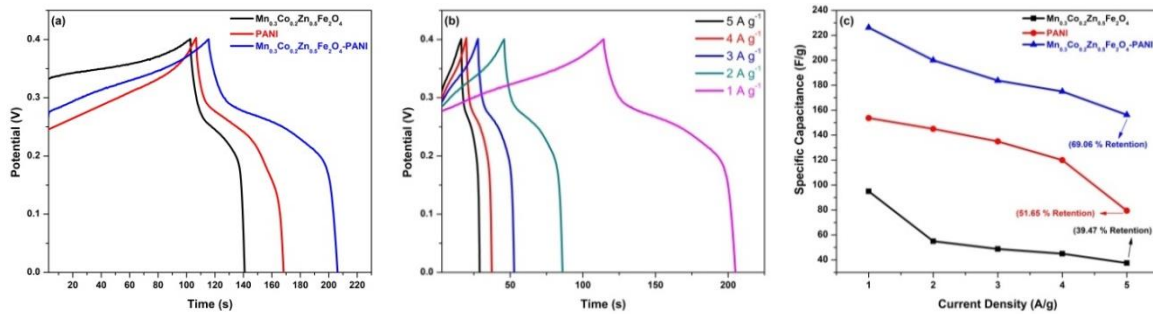 (a)
Mn₀.₃Co₀.₂Zn₀.₅Fe₂O₄
PANI
Mn₀.₃Co₀.₂Zn₀.₅Fe₂O₄-PANI
Potential (V)
0.4
0.3
0.2
0.1
0.0
20 40 60 80 100 120 140 160 180 200 220
Time (s)
(b)
5 A g⁻¹
4 A g⁻¹
3 A g⁻¹
2 A g⁻¹
1 A g⁻¹
Potential (V)
0.4
0.3
0.2
0.1
0.0
50 100 150 200
Time (s)
(c)
Mn₀.₃Co₀.₂Zn₀.₅Fe₂O₄
PANI
Mn₀.₃Co₀.₂Zn₀.₅Fe₂O₄-PANI
Specific Capacitance (F/g)
240
220
200
180
160
140
120
100
80
60
40
(69.06 % Retention)
(51.65 % Retention)
(39.47 % Retention)
1 2 3 4 5
Current Density (A/g)